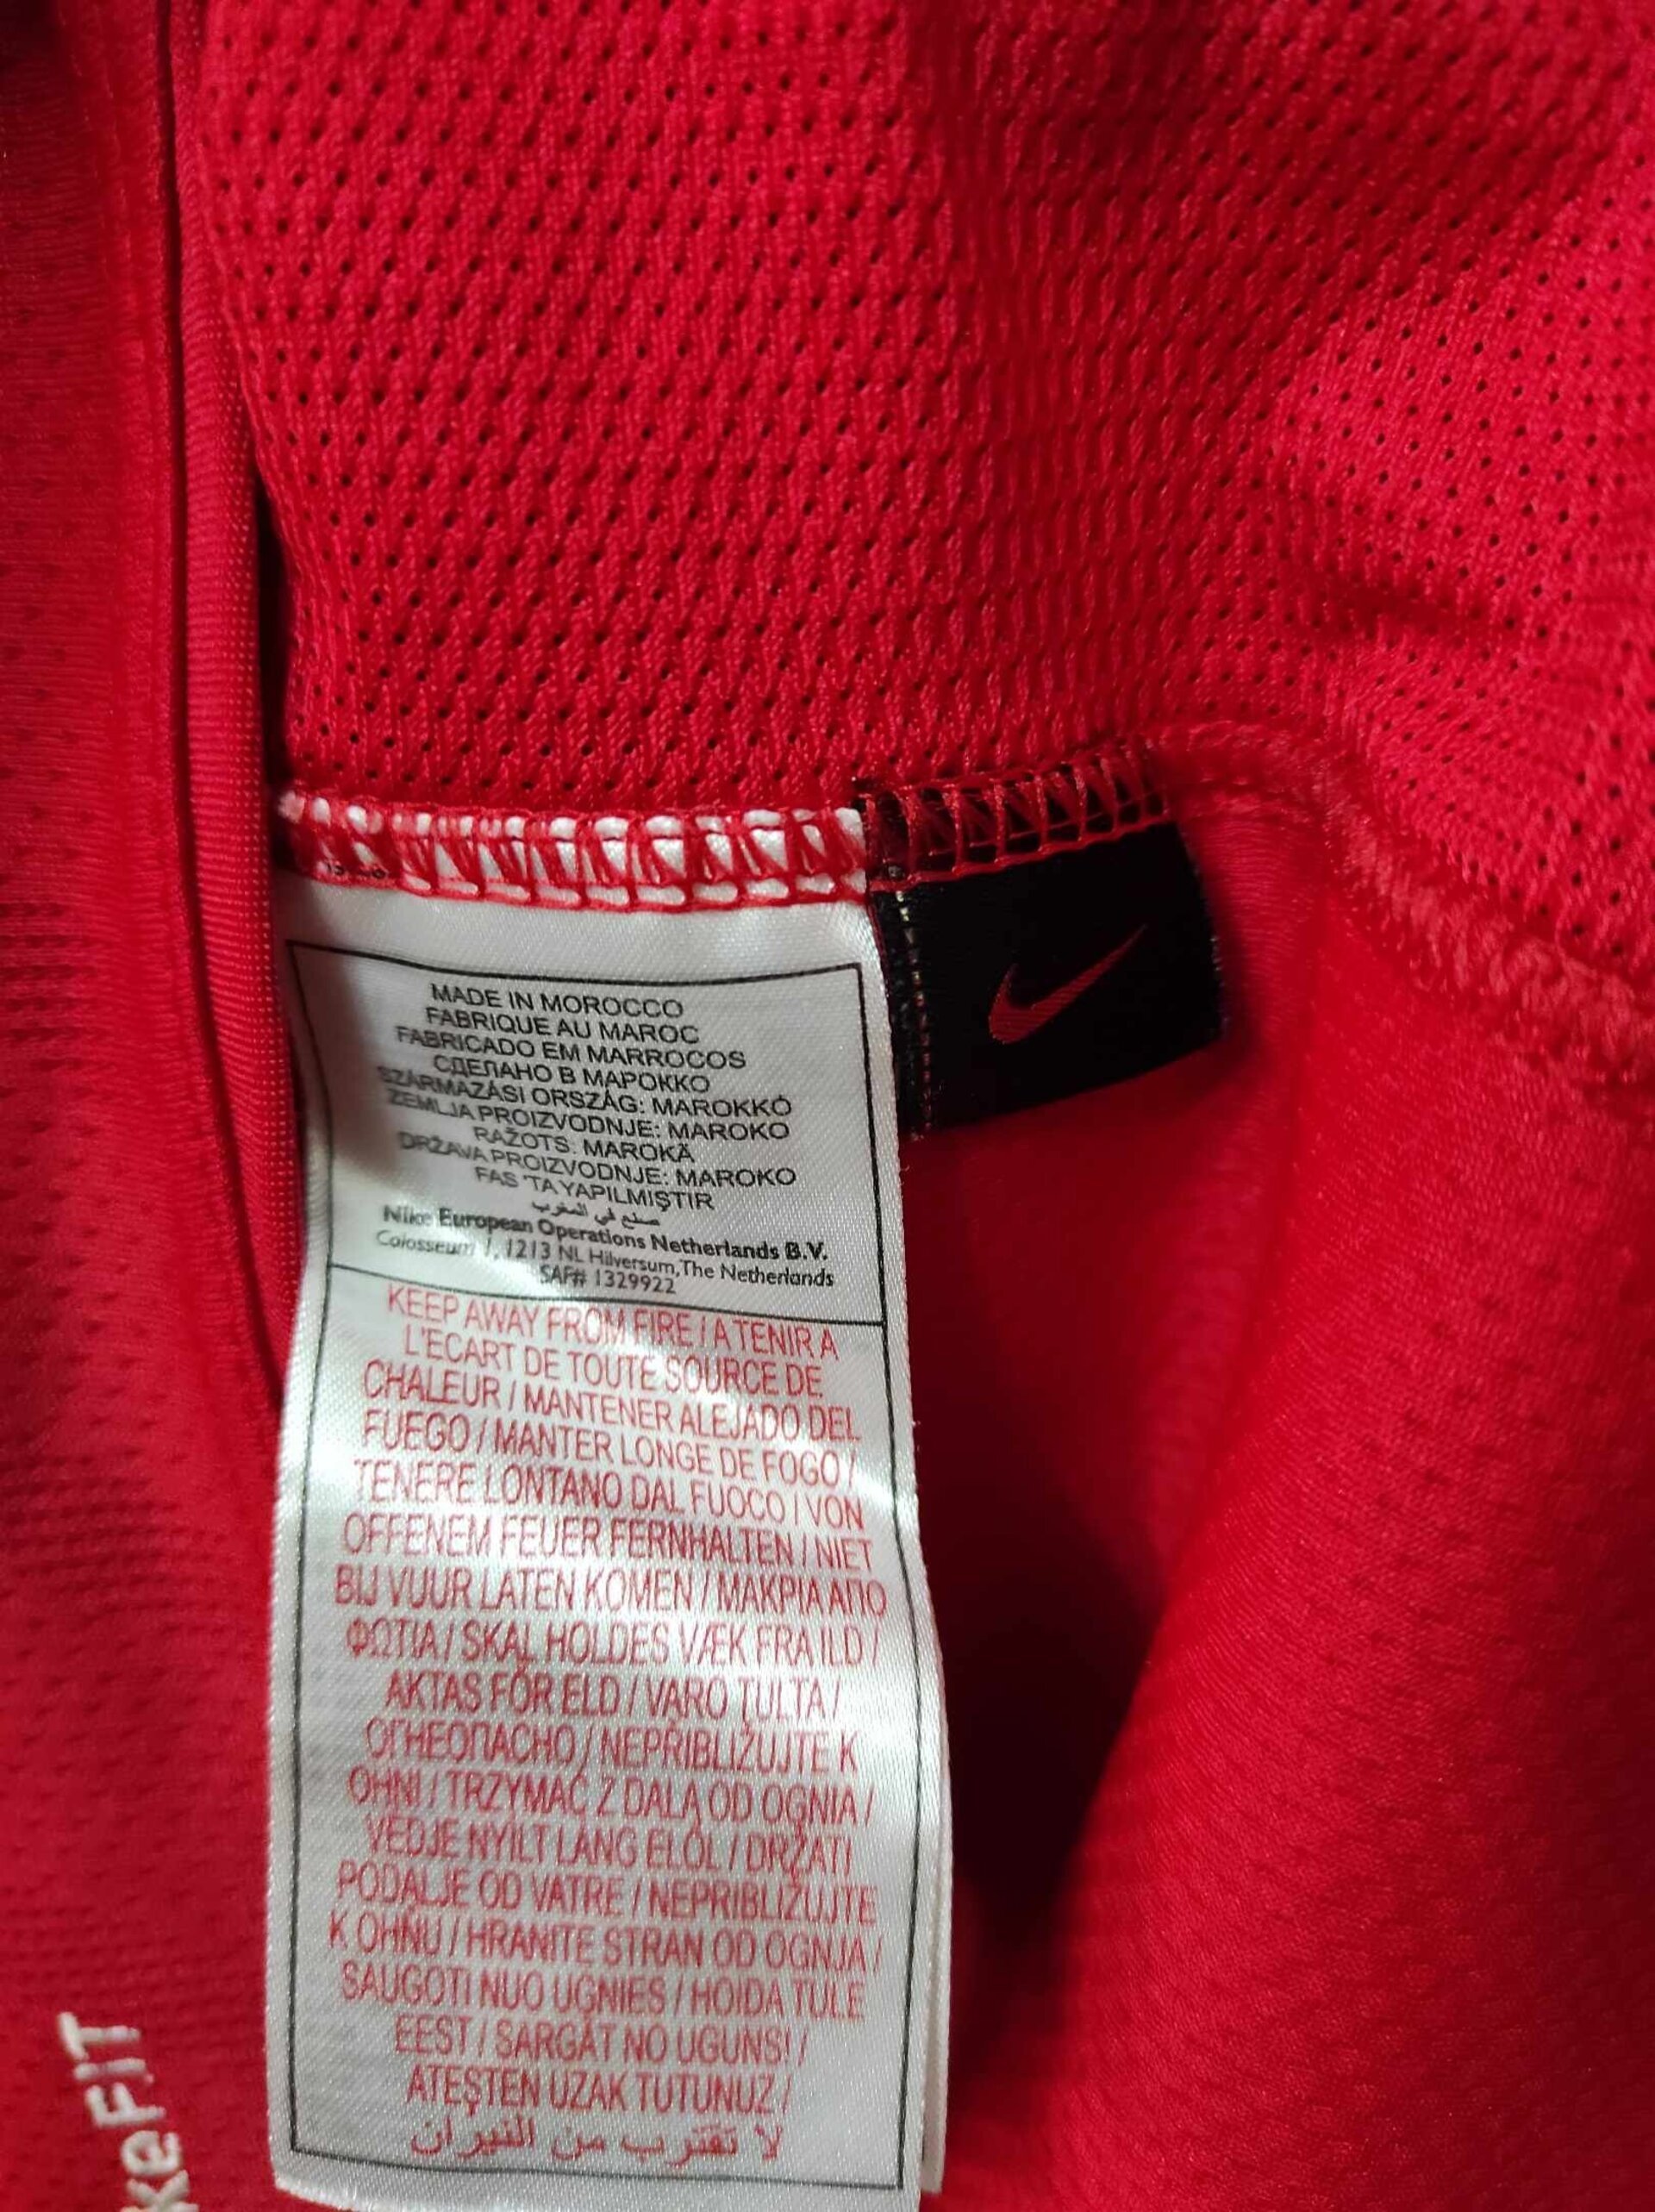 MADE IN MOROCCO
FABRIQUE AU MAROC
FABRICADO EM MARROCOS
СДЕЛАНО В МАРОККО
SZÁRMAZÁSI ORSZÁG: MAROKKÓ
ZEMLJA PROIZVODNJE: MAROKO
RAŽOTS: MAROKĀ
DRŽAVA PROIZVODNJE: MAROKO
FAS 'TA YAPILMIŞTIR
صنع في المغرب
Nike European Operations Netherlands B.V.
Colosseum 1, 1213 NL Hilversum,The Netherlands
SAF# 1329922
KEEP AWAY FROM FIRE / A TENIR A
L'ECART DE TOUTE SOURCE DE
CHALEUR / MANTENER ALEJADO DEL
FUEGO / MANTER LONGE DE FOGO /
TENERE LONTANO DAL FUOCO / VON
OFFENEM FEUER FERNHALTEN / NIET
BIJ VUUR LATEN KOMEN / ΜΑΚΡΙΑ ΑΠΟ
ΦΩΤΙΑ / SKAL HOLDES VÆK FRA ILD /
AKTAS FÖR ELD / VARO TULTA /
ОГНЕОПАСНО / NEPŘIBLIŽUJTE K
OHNI / TRZYMAĆ Z DALA OD OGNIA /
VÉDJE NYÍLT LÁNG ELŐL / DRŽATI
PODALJE OD VATRE / NEPRIBLIŽUJTE
K OHŇU / HRANITE STRAN OD OGNJA /
SAUGOTI NUO UGNIES / HOIDA TULE
EEST / SARGĀT NO UGUNS! /
ATEŞTEN UZAK TUTUNUZ /
لا تقترب من النيران
keFIT